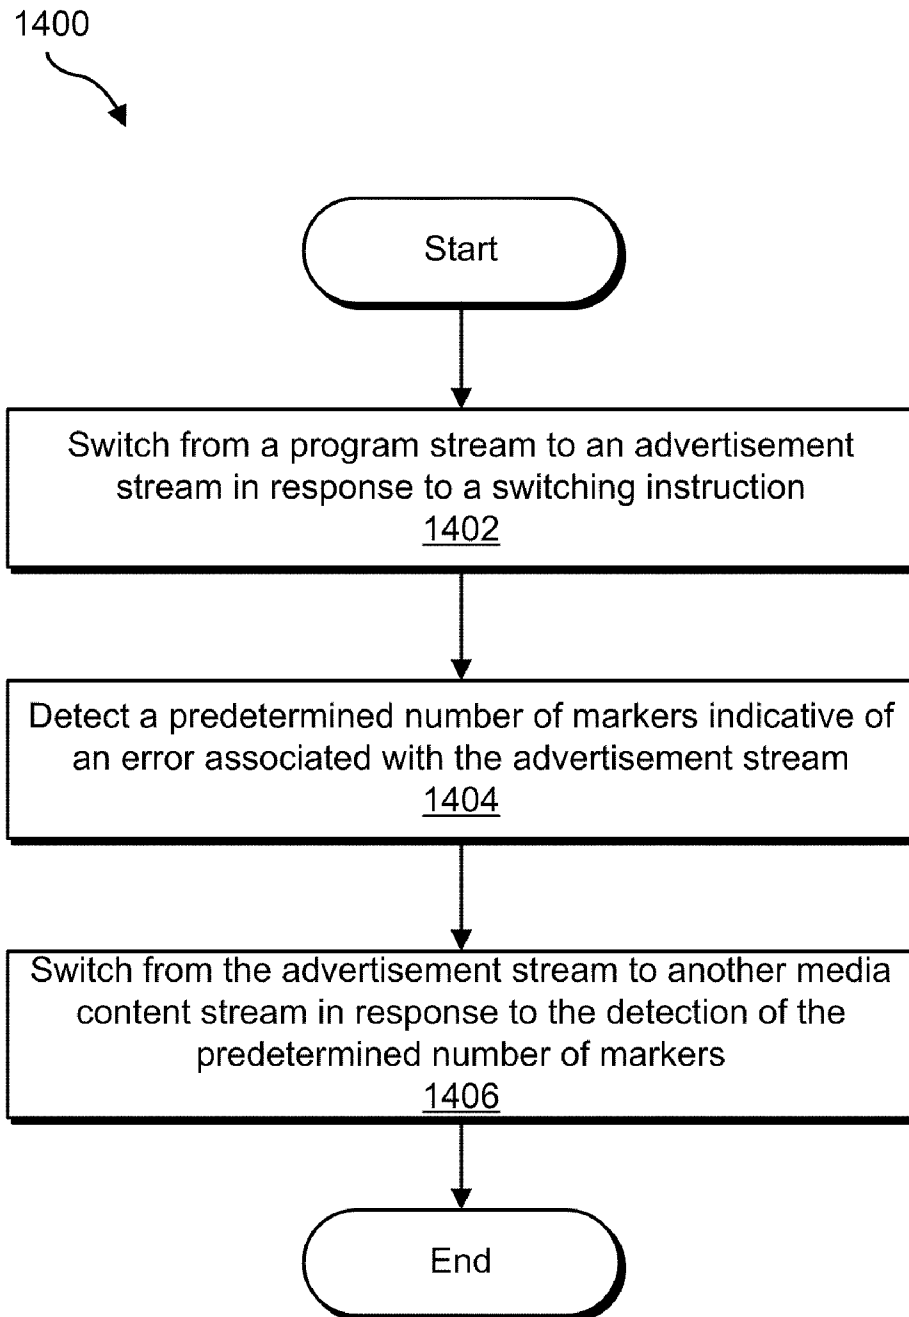 1400
Start
Switch from a program stream to an advertisement
stream in response to a switching instruction
1402
Detect a predetermined number of markers indicative of
an error associated with the advertisement stream
1404
Switch from the advertisement stream to another media
content stream in response to the detection of the
predetermined number of markers
1406
End